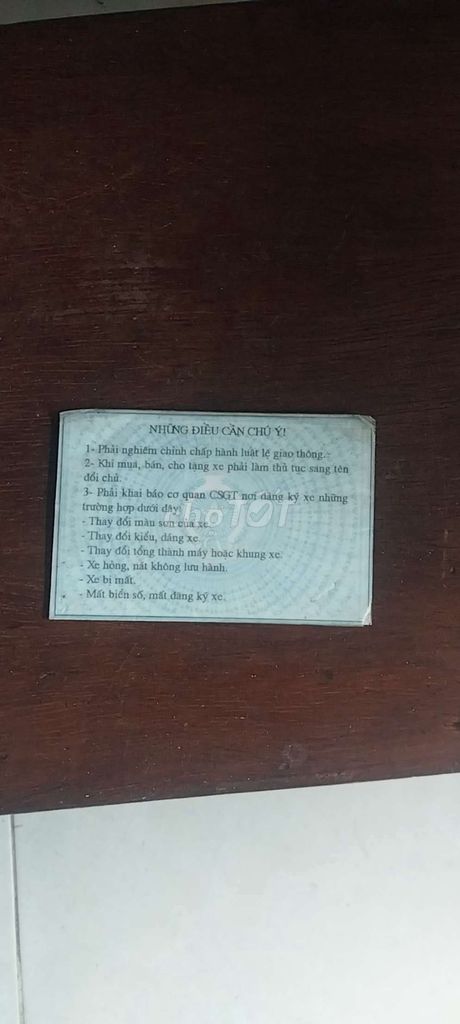 NHỮNG ĐIỀU CẦN CHÚ Ý!
1- Phải nghiêm chỉnh chấp hành luật lệ giao thông.
2- Khi mua, bán, cho tặng xe phải làm thủ tục sang tên
đổi chủ.
3- Phải khai báo cơ quan CSGT nơi đăng ký xe những
trường hợp dưới đây:
- Thay đổi màu sơn của xe.
- Thay đổi kiểu, dáng xe.
- Thay đổi tổng thành máy hoặc khung xe.
- Xe hỏng, nát không lưu hành.
- Xe bị mất.
- Mất biển số, mất đăng ký xe.
chợ TỐT